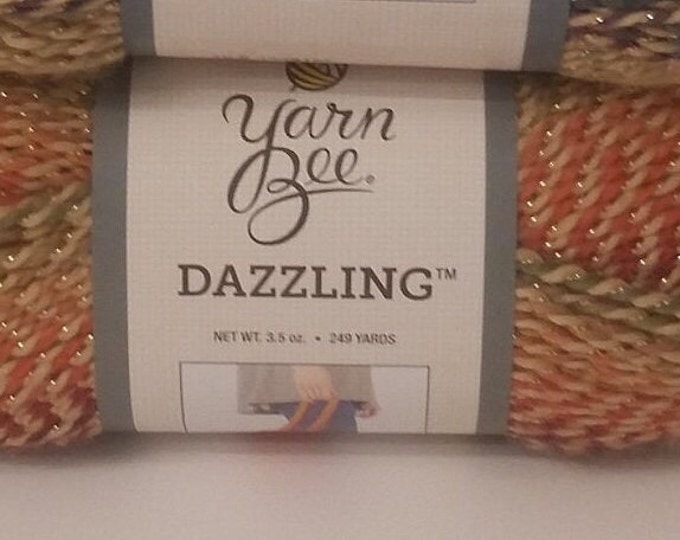 Yarn
Bee®
DAZZLING™
NET WT. 3.5 oz. • 249 YARDS